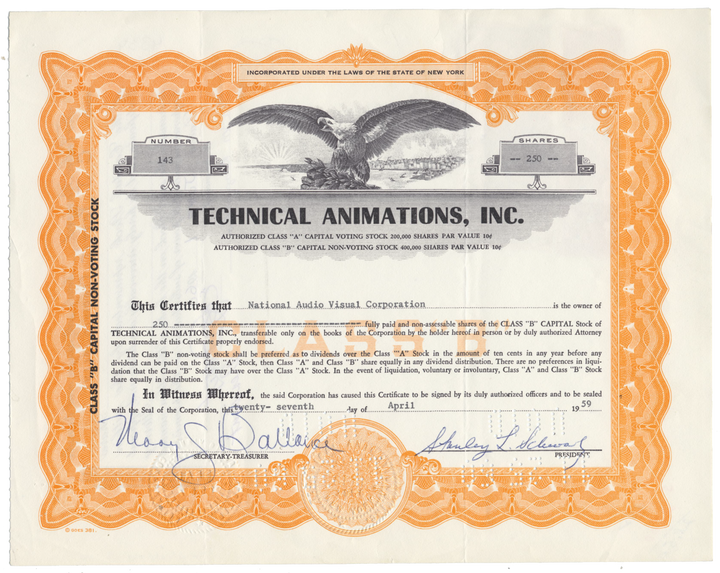 INCORPORATED UNDER THE LAWS OF THE STATE OF NEW YORK
NUMBER
143
SHARES
-- 250 --
TECHNICAL ANIMATIONS, INC.
AUTHORIZED CLASS "A" CAPITAL VOTING STOCK 200,000 SHARES PAR VALUE 10¢
AUTHORIZED CLASS "B" CAPITAL NON-VOTING STOCK 400,000 SHARES PAR VALUE 10¢
CLASS "B" CAPITAL NON-VOTING STOCK
This Certifies that National Audio Visual Corporation is the owner of
250 fully paid and non-assessable shares of the CLASS "B" CAPITAL Stock of
CLASS B
TECHNICAL ANIMATIONS, INC., transferable only on the books of the Corporation by the holder hereof in person or by duly authorized Attorney
upon surrender of this Certificate properly endorsed.
The Class "B" non-voting stock shall be preferred as to dividends over the Class "A" Stock in the amount of ten cents in any year before any
dividend can be paid on the Class "A" Stock, then Class "A" and Class "B" share equally in any dividend distribution. There are no preferences in liqui-
dation that the Class "B" Stock may have over the Class "A" Stock. In the event of liquidation, voluntary or involuntary, Class "A" and Class "B" Stock
share equally in distribution.
In Witness Whereof, the said Corporation has caused this Certificate to be signed by its duly authorized officers and to be sealed
with the Seal of the Corporation, this twenty- seventh day of April 1959
Stanley L.
SECRETARY-TREASURER
PRESIDENT